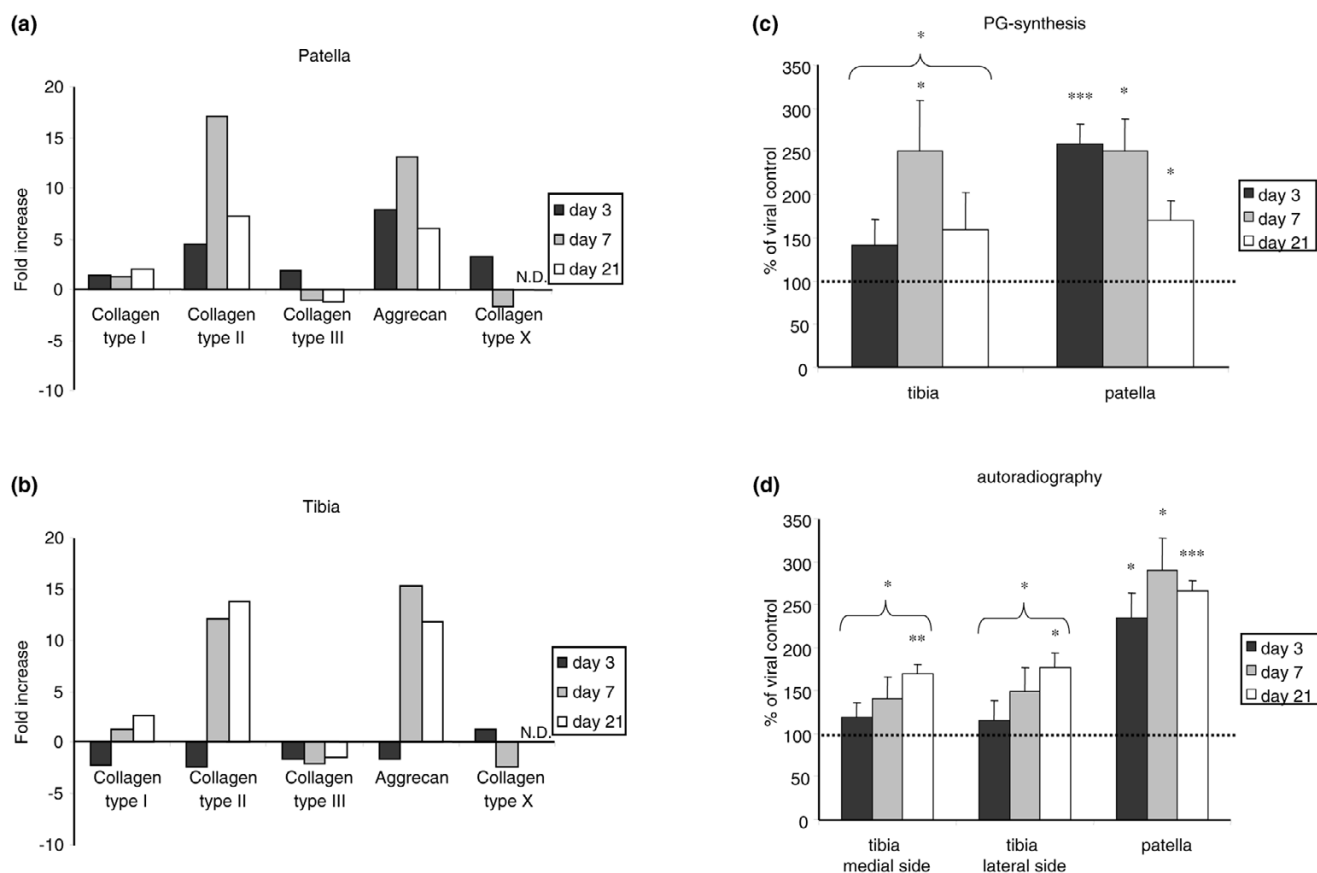 (a)
Patella
Fold increase
20
15
10
5
0
-5
-10
Collagen type I
Collagen type II
Collagen type III
Aggrecan
Collagen type X
N.D.
day 3
day 7
day 21
(b)
Tibia
Fold increase
20
15
10
5
0
-5
-10
Collagen type I
Collagen type II
Collagen type III
Aggrecan
Collagen type X
N.D.
day 3
day 7
day 21
(c)
PG-synthesis
% of viral control
350
300
250
200
150
100
50
0
*
*
***
*
*
tibia
patella
day 3
day 7
day 21
(d)
autoradiography
% of viral control
350
300
250
200
150
100
50
0
*
**
*
*
*
*
***
tibia medial side
tibia lateral side
patella
day 3
day 7
day 21